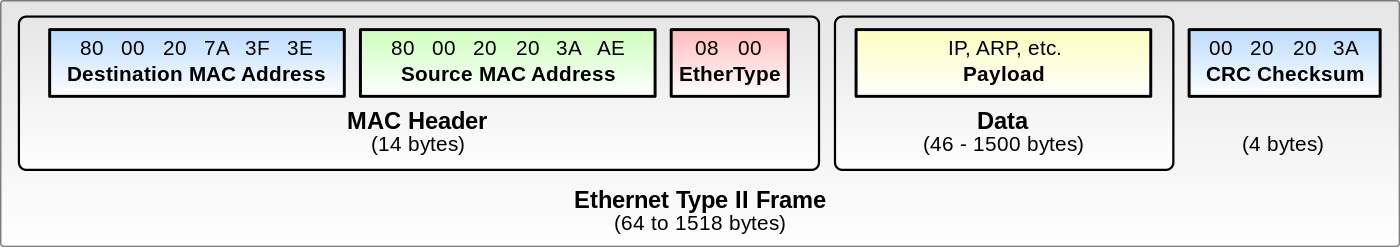 80 00 20 7A 3F 3E
Destination MAC Address
80 00 20 20 3A AE
Source MAC Address
08 00
EtherType
MAC Header
(14 bytes)
IP, ARP, etc.
Payload
Data
(46 - 1500 bytes)
00 20 20 3A
CRC Checksum
(4 bytes)
Ethernet Type II Frame
(64 to 1518 bytes)